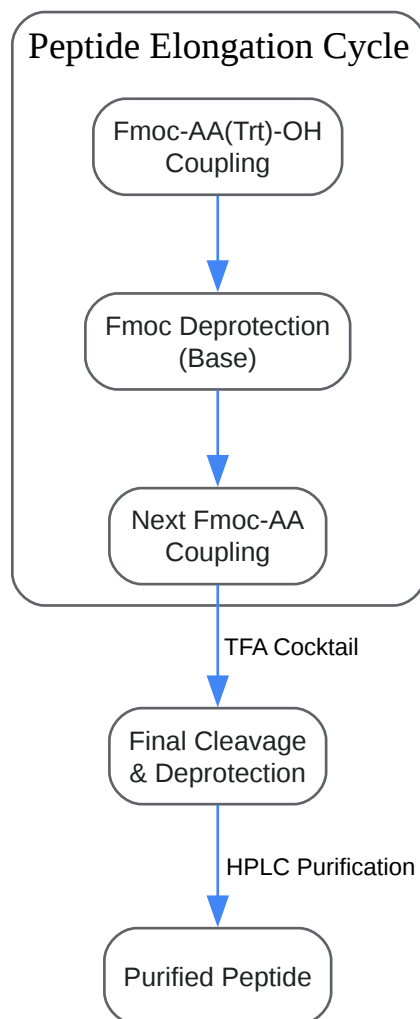 Peptide Elongation Cycle
Fmoc-AA(Trt)-OH
Coupling
Fmoc Deprotection
(Base)
Next Fmoc-AA
Coupling
TFA Cocktail
Final Cleavage
& Deprotection
HPLC Purification
Purified Peptide